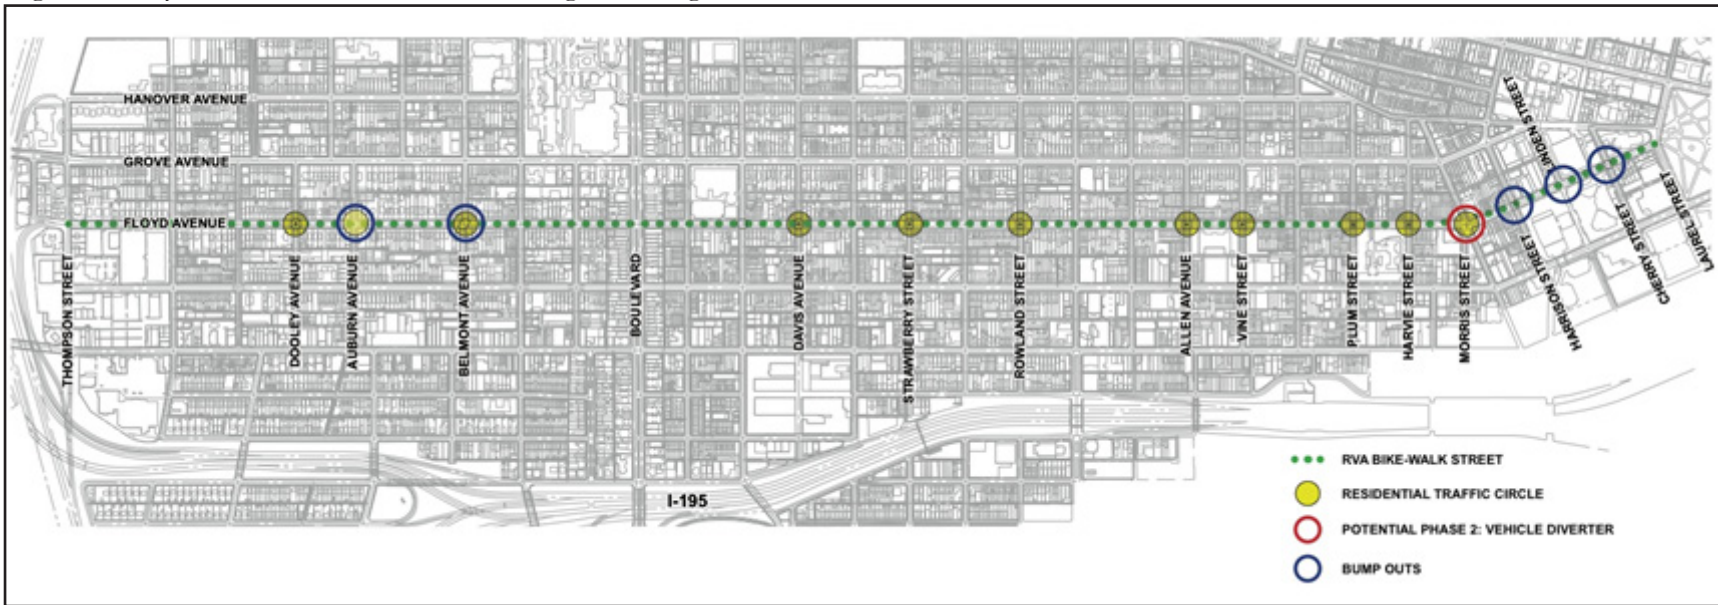 HANOVER AVENUE
GROVE AVENUE
FLOYD AVENUE
THOMPSON STREET
DOOLEY AVENUE
AUBURN AVENUE
BELMONT AVENUE
BOULEVARD
DAVIS AVENUE
STRAWBERRY STREET
ROWLAND STREET
ALLEN AVENUE
VINE STREET
PLUM STREET
HARVIE STREET
MORRIS STREET
HARRISON STREET
LINDEN STREET
CHERRY STREET
LAUREL STREET
I-195
RVA BIKE-WALK STREET
RESIDENTIAL TRAFFIC CIRCLE
POTENTIAL PHASE 2: VEHICLE DIVERTER
BUMP OUTS